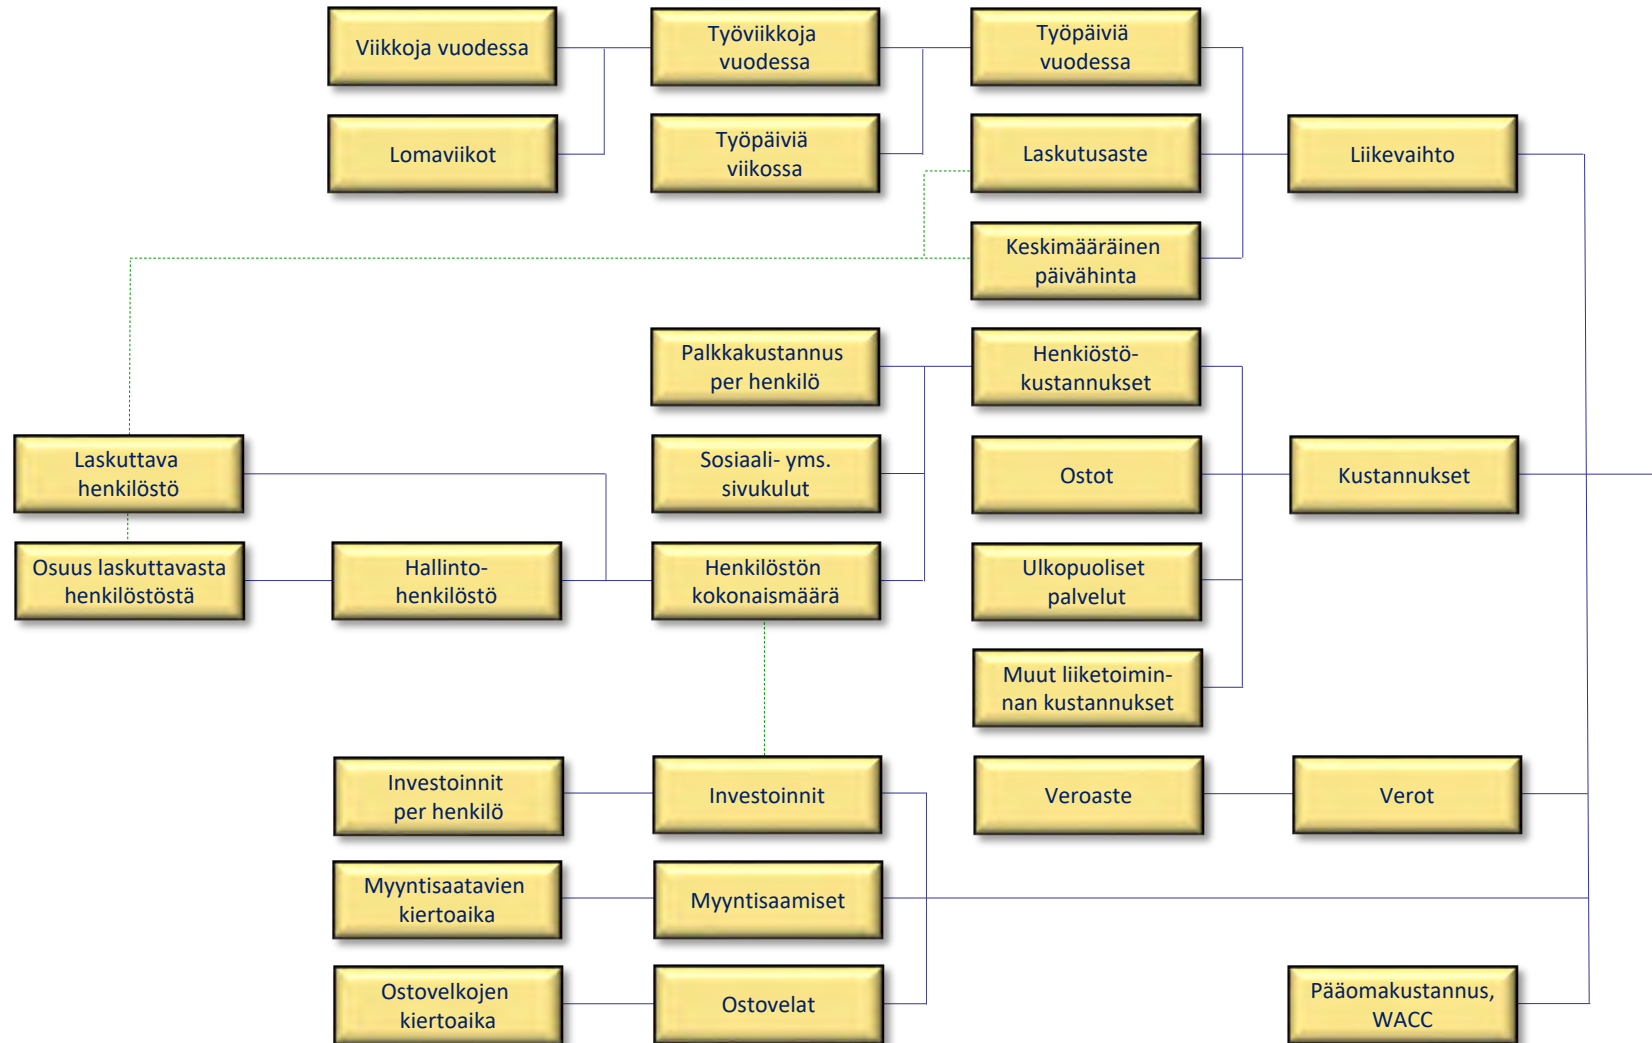 Viikkoja vuodessa
Työviikkoja
vuodessa
Työpäiviä
vuodessa
Lomaviikot
Työpäiviä
viikossa
Laskutusaste
Liikevaihto
Keskimääräinen
päivähinta
Palkkakustannus
per henkilö
Henkiöstö-
kustannukset
Laskuttava
henkilöstö
Sosiaali- yms.
sivukulut
Ostot
Kustannukset
Osuus laskuttavasta
henkilöstöstä
Hallinto-
henkilöstö
Henkilöstön
kokonaismäärä
Ulkopuoliset
palvelut
Muut liiketoimin-
nan kustannukset
Investoinnit
per henkilö
Investoinnit
Veroaste
Verot
Myyntisaatavien
kiertoaika
Myyntisaamiset
Ostovelkojen
kiertoaika
Ostovelat
Pääomakustannus,
WACC